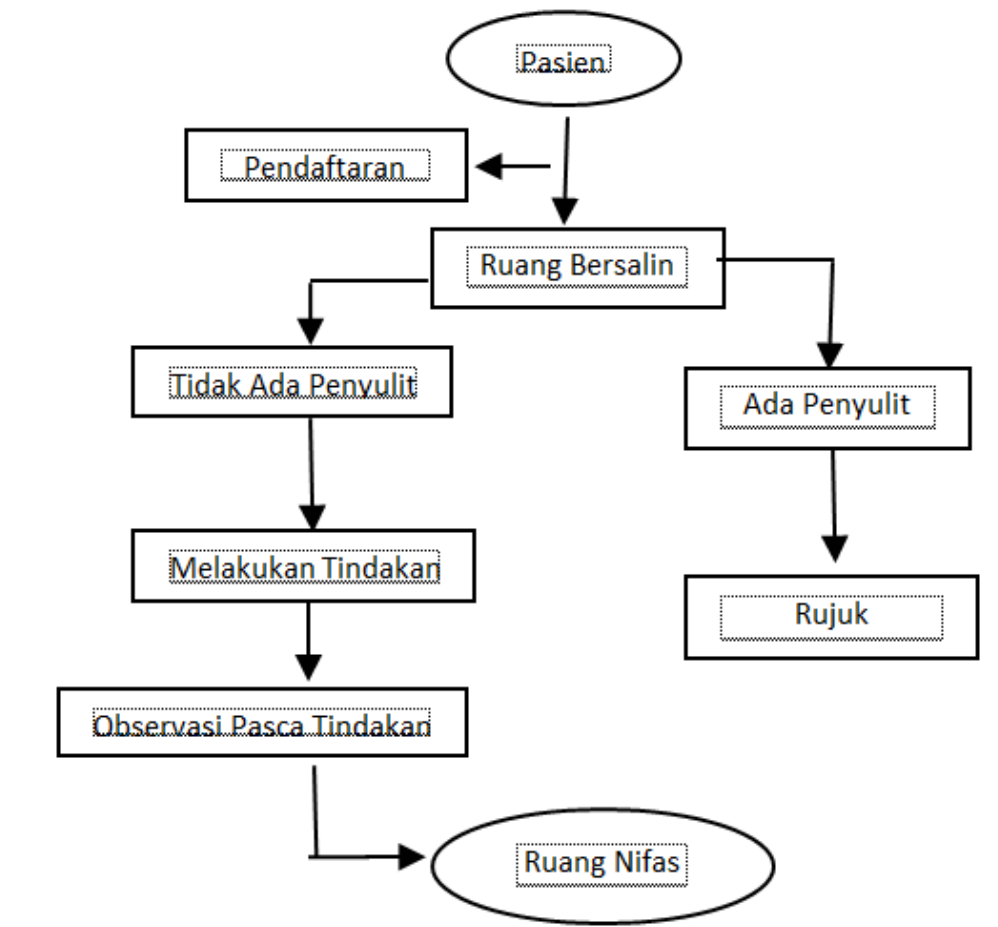 Pasien
Pendaftaran
Ruang Bersalin
Tidak Ada Penyulit
Ada Penyulit
Melakukan Tindakan
Rujuk
Observasi Pasca Tindakan
Ruang Nifas